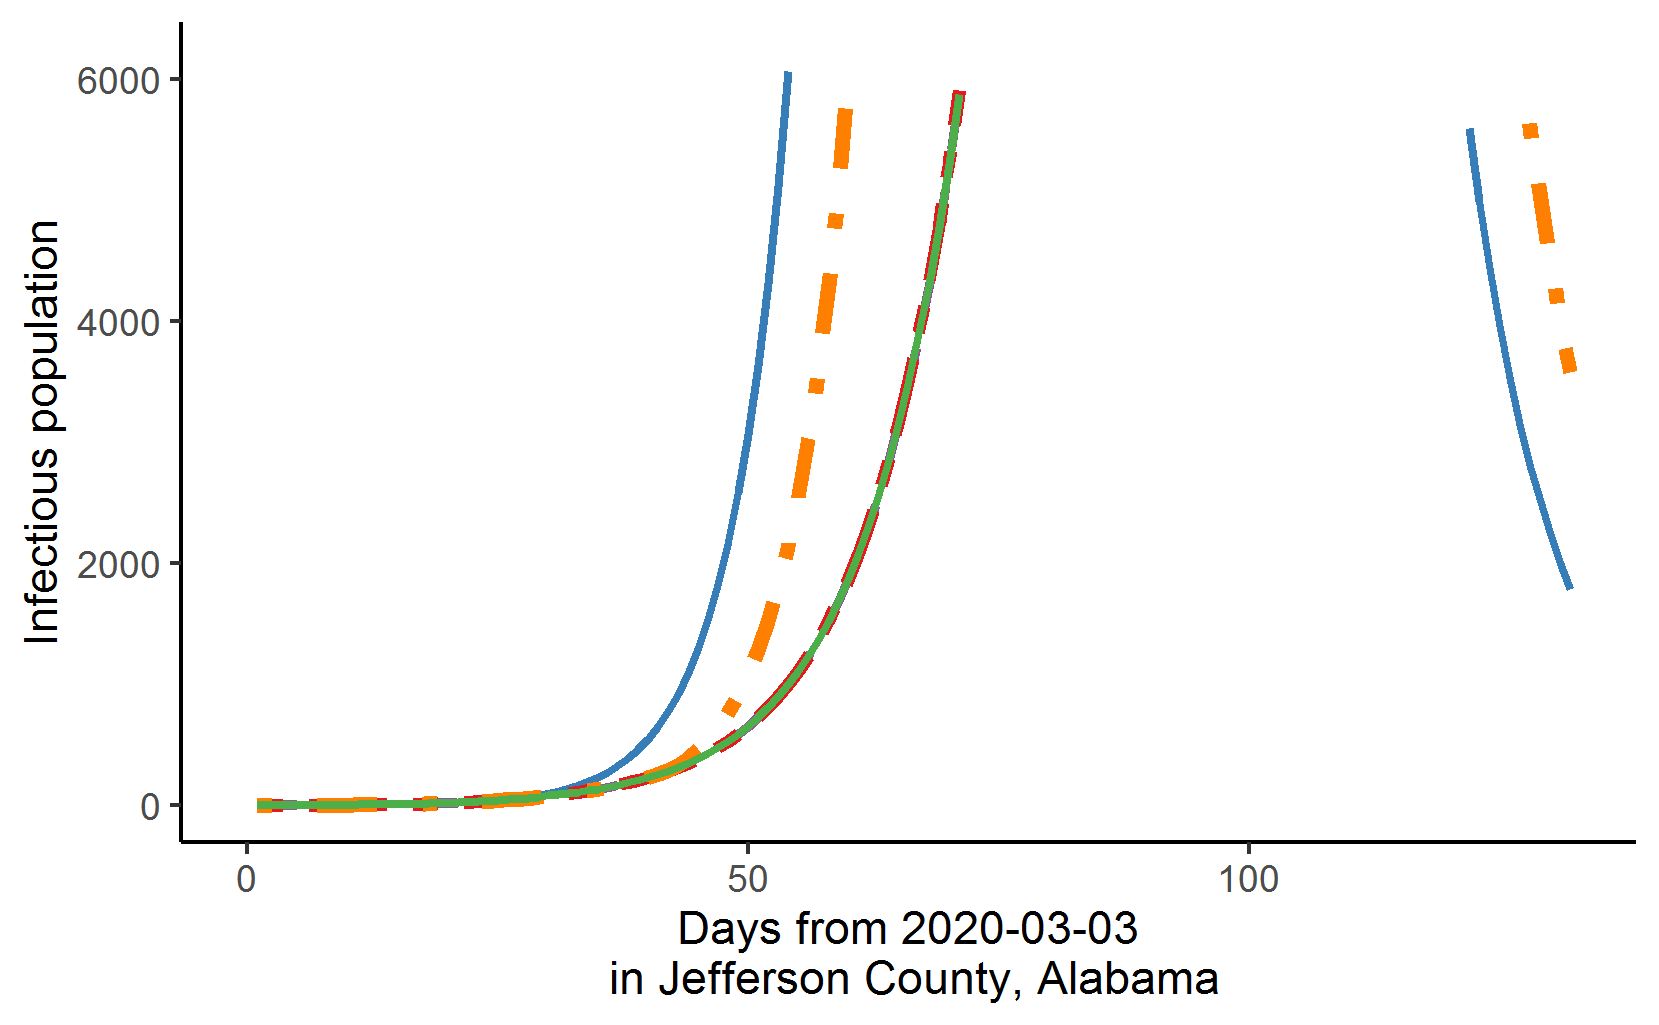 Infectious population
6000
4000
2000
0
0
50
100
Days from 2020-03-03
in Jefferson County, Alabama